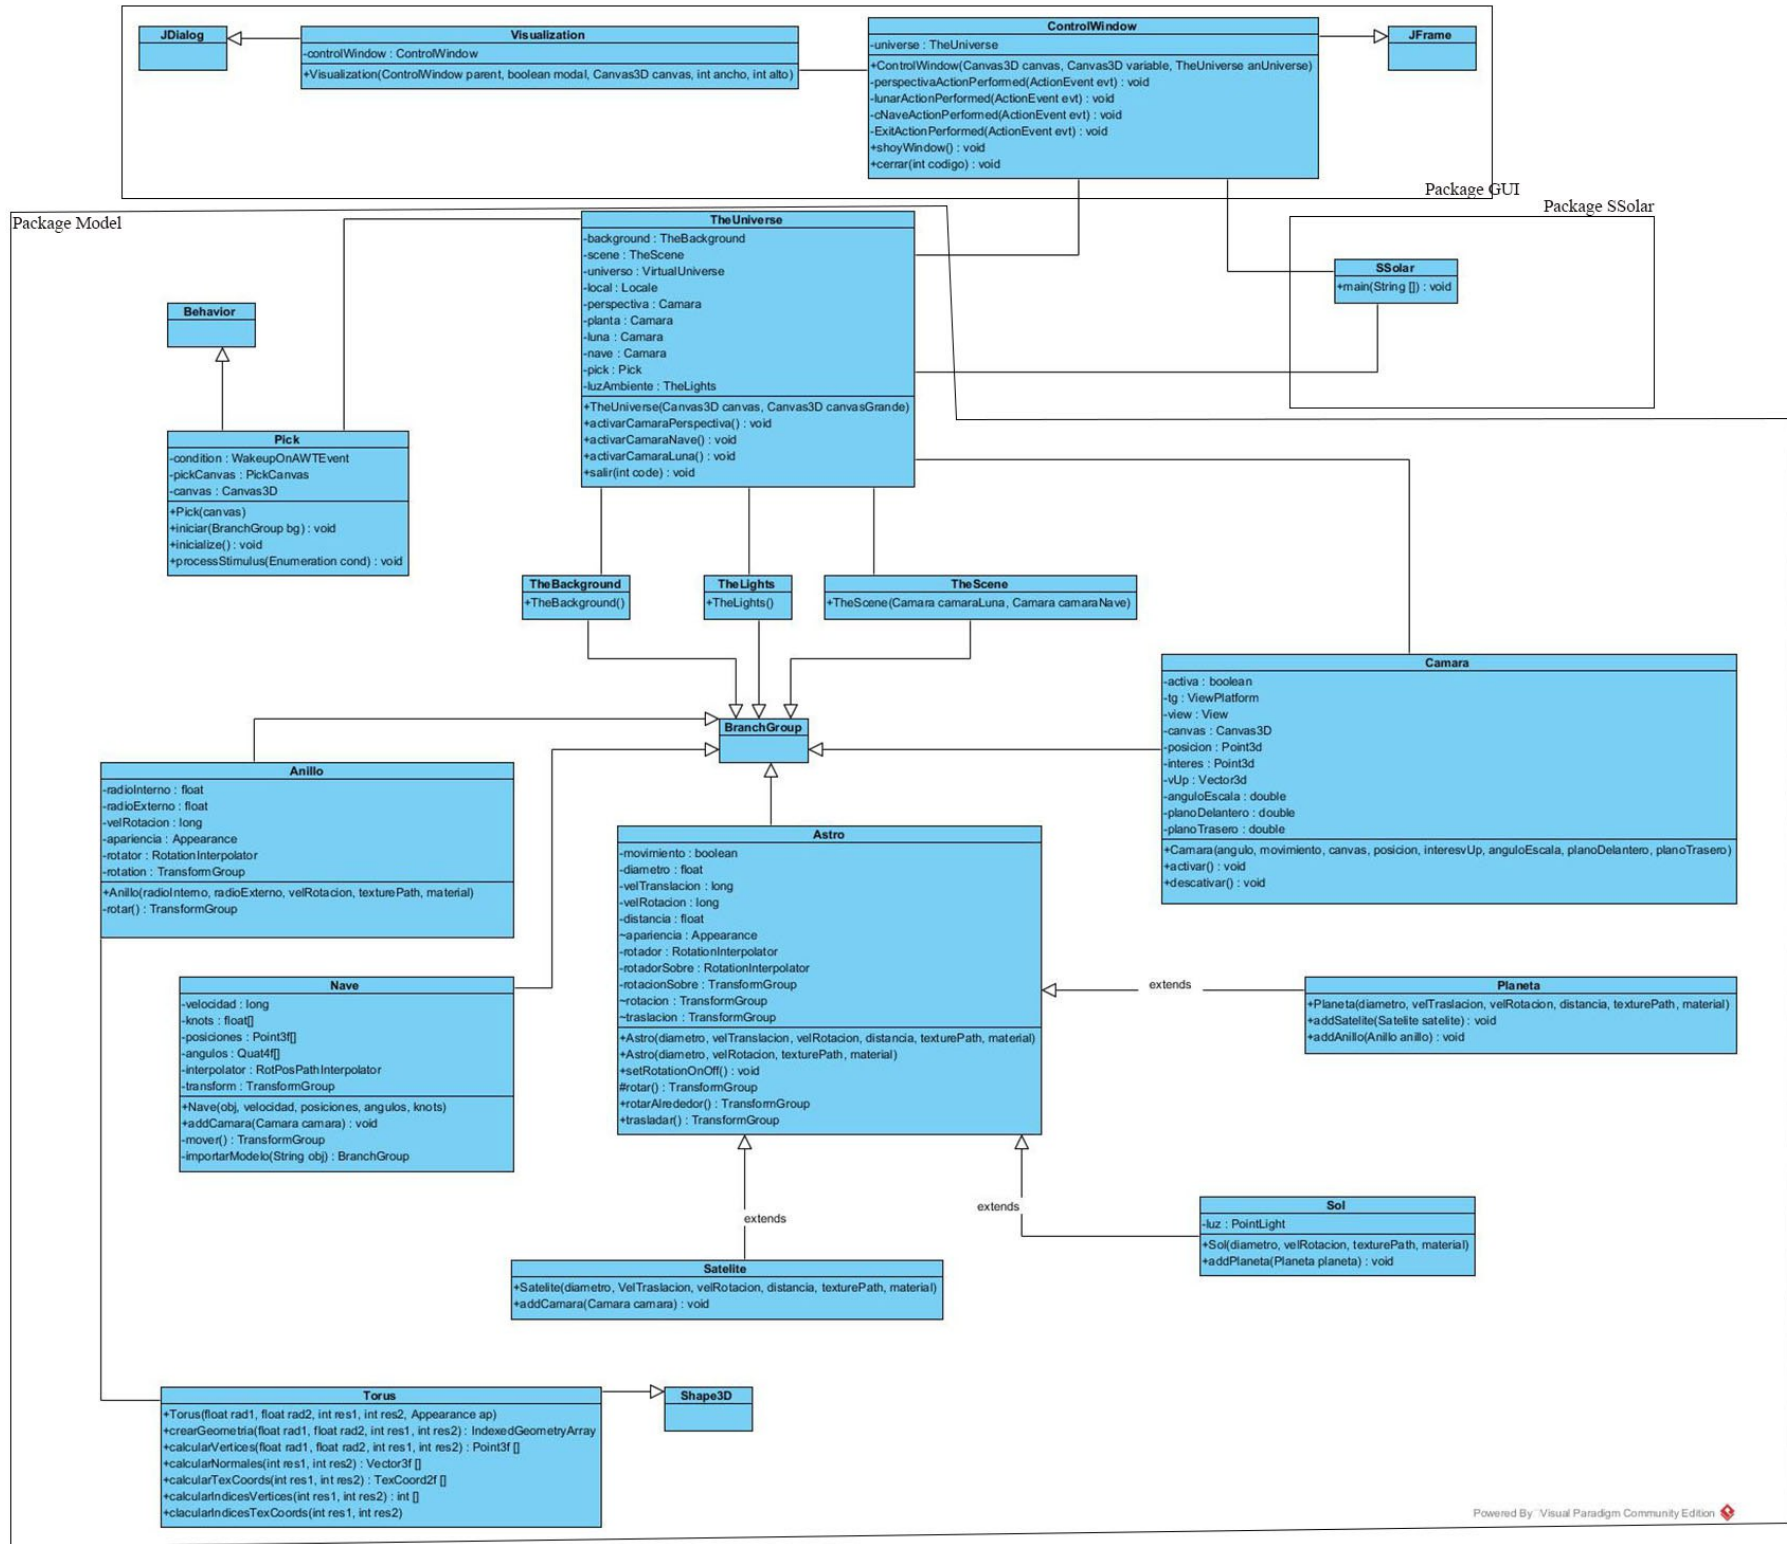 JDialog
Visualization
-controlWindow : ControlWindow
+Visualization(ControlWindow parent, boolean modal, Canvas3D canvas, int ancho, int alto)
ControlWindow
-universe : TheUniverse
+ControlWindow(Canvas3D canvas, Canvas3D variable, TheUniverse anUniverse)
-perspectivaActionPerformed(ActionEvent evt) : void
-lunarActionPerformed(ActionEvent evt) : void
-cNaveActionPerformed(ActionEvent evt) : void
-ExitActionPerformed(ActionEvent evt) : void
+shoyWindow() : void
+cerrar(int codigo) : void
JFrame
Package GUI
Package SSolar
Package Model
TheUniverse
-background : TheBackground
-scene : TheScene
-universo : VirtualUniverse
-local : Locale
-perspectiva : Camara
-planta : Camara
-luna : Camara
-nave : Camara
-pick : Pick
-luzAmbiente : TheLights
+TheUniverse(Canvas3D canvas, Canvas3D canvasGrande)
+activarCamaraPerspectiva() : void
+activarCamaraNave() : void
+activarCamaraLuna() : void
+salir(int code) : void
SSolar
+main(String []) : void
Behavior
Pick
-condition : WakeupOnAWTEvent
-pickCanvas : PickCanvas
-canvas : Canvas3D
+Pick(canvas)
+iniciar(BranchGroup bg) : void
+inicialize() : void
+processStimulus(Enumeration cond) : void
TheBackground
+TheBackground()
TheLights
+TheLights()
TheScene
+TheScene(Camara camaraLuna, Camara camaraNave)
Camara
-activa : boolean
-tg : ViewPlatform
-view : View
-canvas : Canvas3D
-posicion : Point3d
-interes : Point3d
-vUp : Vector3d
-anguloEscala : double
-planoDelantero : double
-planoTrasero : double
+Camara(angulo, movimiento, canvas, posicion, interesvUp, anguloEscala, planoDelantero, planoTrasero)
+activar() : void
+descativar() : void
BranchGroup
Anillo
-radioInterno : float
-radioExterno : float
-velRotacion : long
-apariencia : Appearance
-rotator : RotationInterpolator
-rotation : TransformGroup
+Anillo(radioInterno, radioExterno, velRotacion, texturePath, material)
-rotar() : TransformGroup
Astro
-movimiento : boolean
-diametro : float
-velTranslacion : long
-velRotacion : long
-distancia : float
~apariencia : Appearance
-rotador : RotationInterpolator
-rotadorSobre : RotationInterpolator
-rotacionSobre : TransformGroup
~rotacion : TransformGroup
~traslacion : TransformGroup
+Astro(diametro, velTranslacion, velRotacion, distancia, texturePath, material)
+Astro(diametro, velRotacion, texturePath, material)
+setRotationOnOff() : void
#rotar() : TransformGroup
+rotarAlrededor() : TransformGroup
+trasladar() : TransformGroup
Nave
-velocidad : long
-knots : float[]
-posiciones : Point3f[]
-angulos : Quat4f[]
-interpolator : RotPosPathInterpolator
-transform : TransformGroup
+Nave(obj, velocidad, posiciones, angulos, knots)
+addCamara(Camara camara) : void
-mover() : TransformGroup
-importarModelo(String obj) : BranchGroup
extends
Planeta
+Planeta(diametro, velTraslacion, velRotacion, distancia, texturePath, material)
+addSatelite(Satelite satelite) : void
+addAnillo(Anillo anillo) : void
extends
extends
Sol
-luz : PointLight
+Sol(diametro, velRotacion, texturePath, material)
+addPlaneta(Planeta planeta) : void
Satelite
+Satelite(diametro, VelTraslacion, velRotacion, distancia, texturePath, material)
+addCamara(Camara camara) : void
Torus
+Torus(float rad1, float rad2, int res1, int res2, Appearance ap)
+crearGeometria(float rad1, float rad2, int res1, int res2) : IndexedGeometryArray
+calcularVertices(float rad1, float rad2, int res1, int res2) : Point3f []
+calcularNormales(int res1, int res2) : Vector3f []
+calcularTexCoords(int res1, int res2) : TexCoord2f []
+calcularIndicesVertices(int res1, int res2) : int []
+clacularIndicesTexCoords(int res1, int res2)
Shape3D
Powered By Visual Paradigm Community Edition